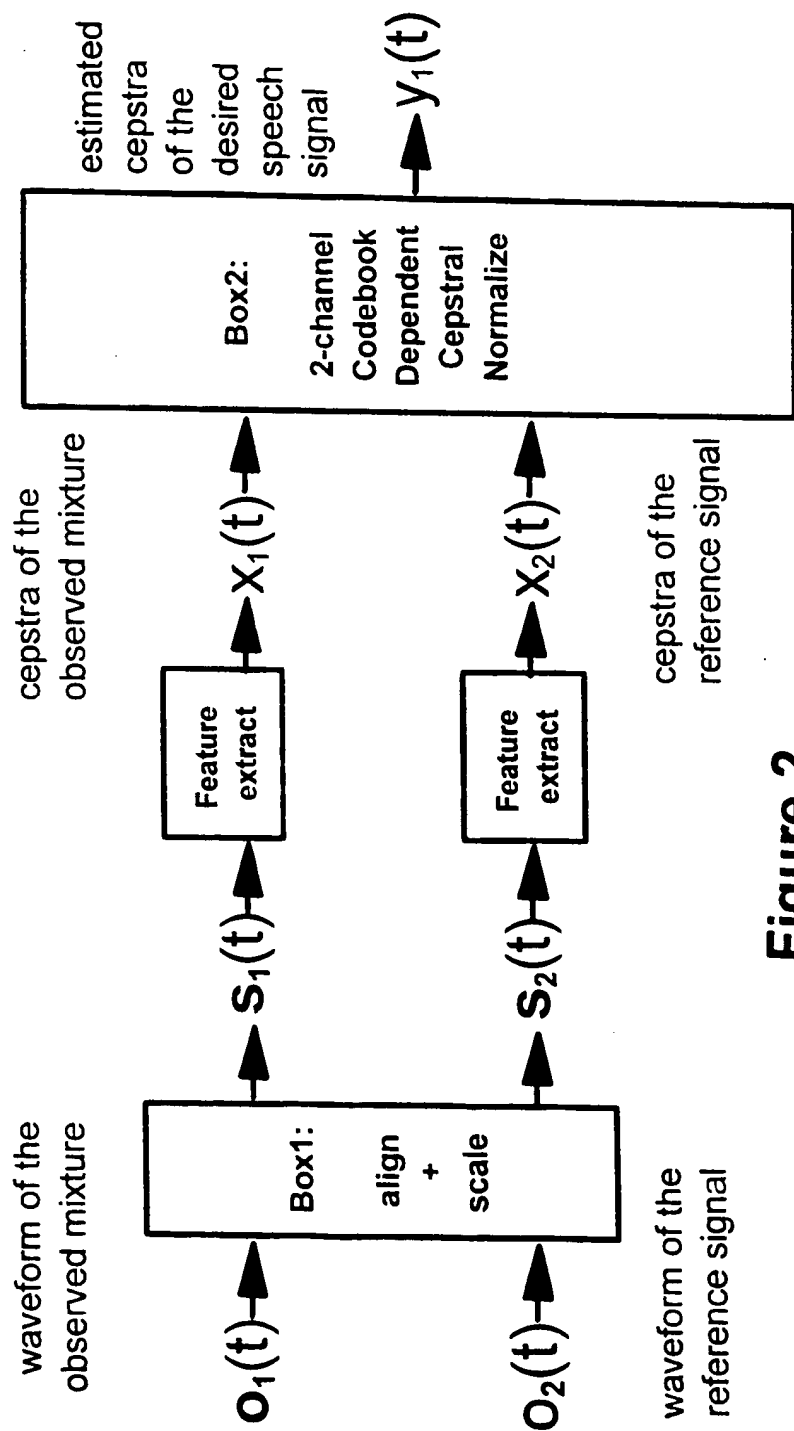 waveform of the
observed mixture
o₁(t)
o₂(t)
waveform of the
reference signal
Box1:
align
+
scale
s₁(t)
s₂(t)
Feature
extract
Feature
extract
cepstra of the
observed mixture
x₁(t)
x₂(t)
cepstra of the
reference signal
Box2:
2-channel
Codebook
Dependent
Cepstral
Normalize
estimated
cepstra
of the
desired
speech
signal
y₁(t)
Figure 2